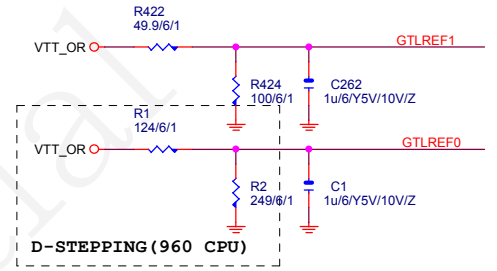 R422
49.9/6/1
VTT_OR
GTLREF1
R424
100/6/1
C262
1u/6/Y5V/10V/Z
R1
124/6/1
VTT_OR
GTLREF0
R2
249/6/1
C1
1u/6/Y5V/10V/Z
D-STEPPING(960 CPU)